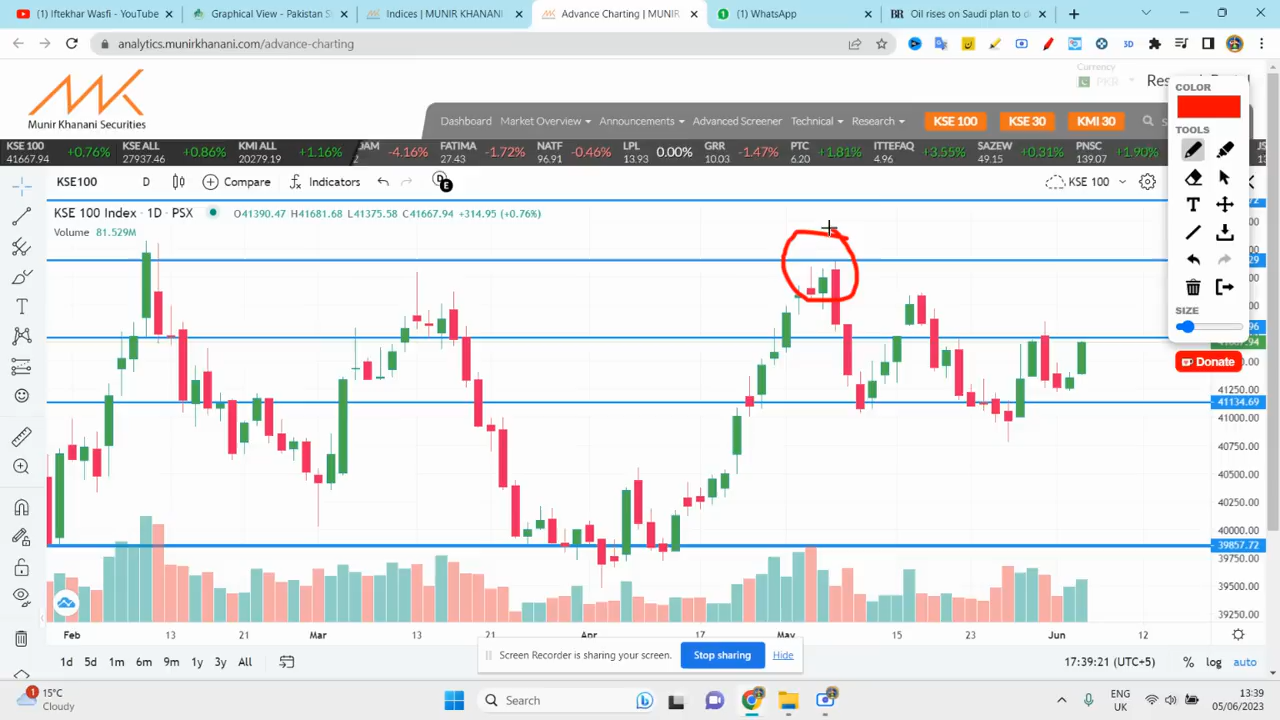 Iftekhar Wasfi - YouTube
Graphical View - Pakistan S
Indices | MUNIR KHANANI
Advance Charting | MUNIR
(1) WhatsApp
Oil rises on Saudi plan to d
analytics.munirkhanani.com/advance-charting
Munir Khanani Securities
Currency
PKR
COLOR
TOOLS
SIZE
Donate
Dashboard Market Overview Announcements Advanced Screener Technical Research KSE 100 KSE 30 KMI 30
KSE 100 41667.94 +0.76%
KSE ALL 27937.46 +0.86%
KMI ALL 20279.19 +1.16%
-4.16%
FATIMA 27.43 -1.72%
NATF 96.91 -0.46%
LPL 13.93 0.00%
GRR 10.03 -1.47%
PTC 6.20 +1.81%
ITTEFAQ 4.96 +3.55%
SAZEW 49.15 +0.31%
PNSC 139.07 +1.90%
KSE100 D Compare Indicators KSE 100
KSE 100 Index · 1D · PSX O41390.47 H41681.68 L41375.58 C41667.94 +314.95 (+0.76%)
Volume 81.529M
41250.00
41134.69
41000.00
40750.00
40500.00
40250.00
40000.00
39857.72
39750.00
39500.00
39250.00
Feb 13 21 Mar 13 21 Apr 17 May 15 23 Jun 12
Screen Recorder is sharing your screen. Stop sharing Hide
1d 5d 1m 6m 9m 1y 3y All 17:39:21 (UTC+5) % log auto
15°C
Cloudy
Search
ENG
UK
13:39
05/06/2023